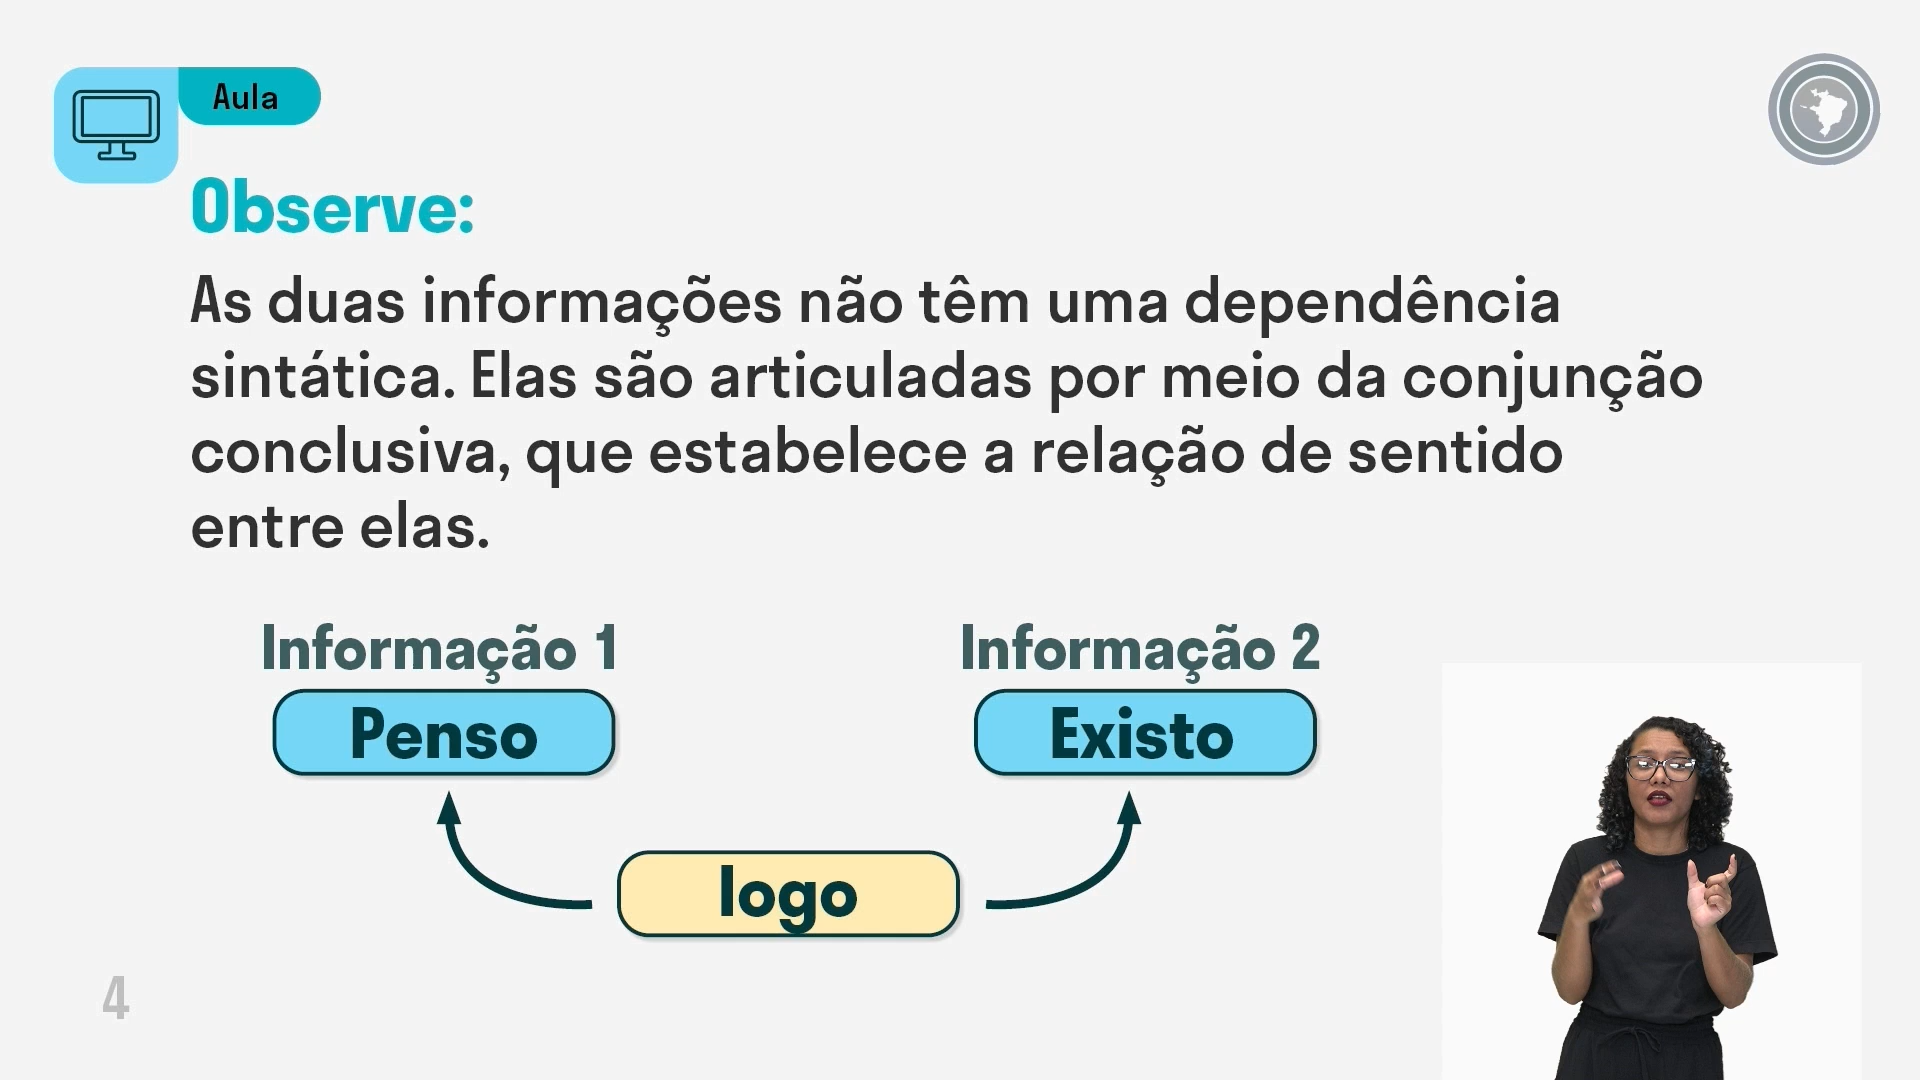 Aula
Observe:
As duas informações não têm uma dependência
sintática. Elas são articuladas por meio da conjunção
conclusiva, que estabelece a relação de sentido
entre elas.
Informação 1
Informação 2
Penso
Existo
logo
4